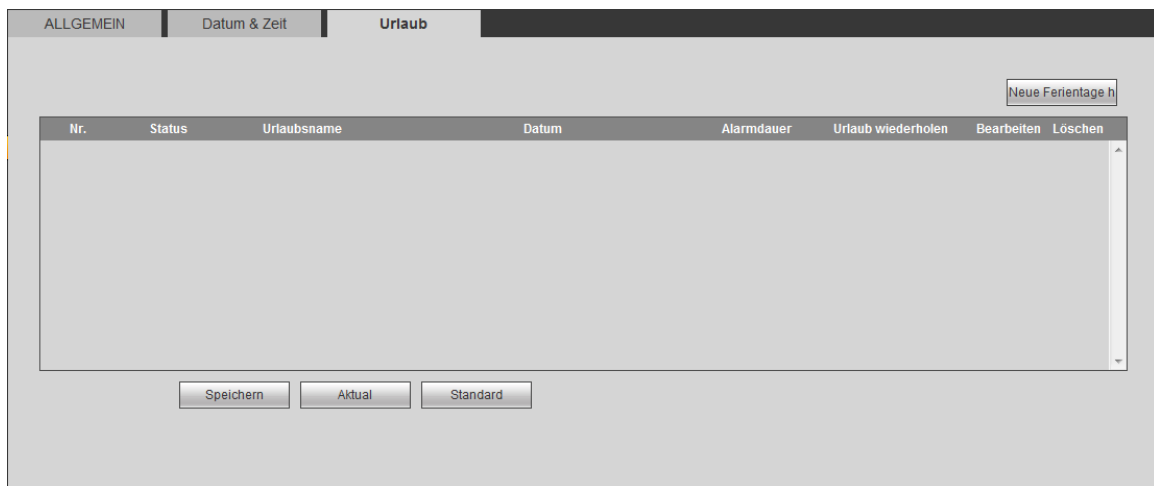 ALLGEMEIN Datum & Zeit Urlaub
Neue Ferientage h
Nr. Status Urlaubsname Datum Alarmdauer Urlaub wiederholen Bearbeiten Löschen
Speichern Aktual Standard